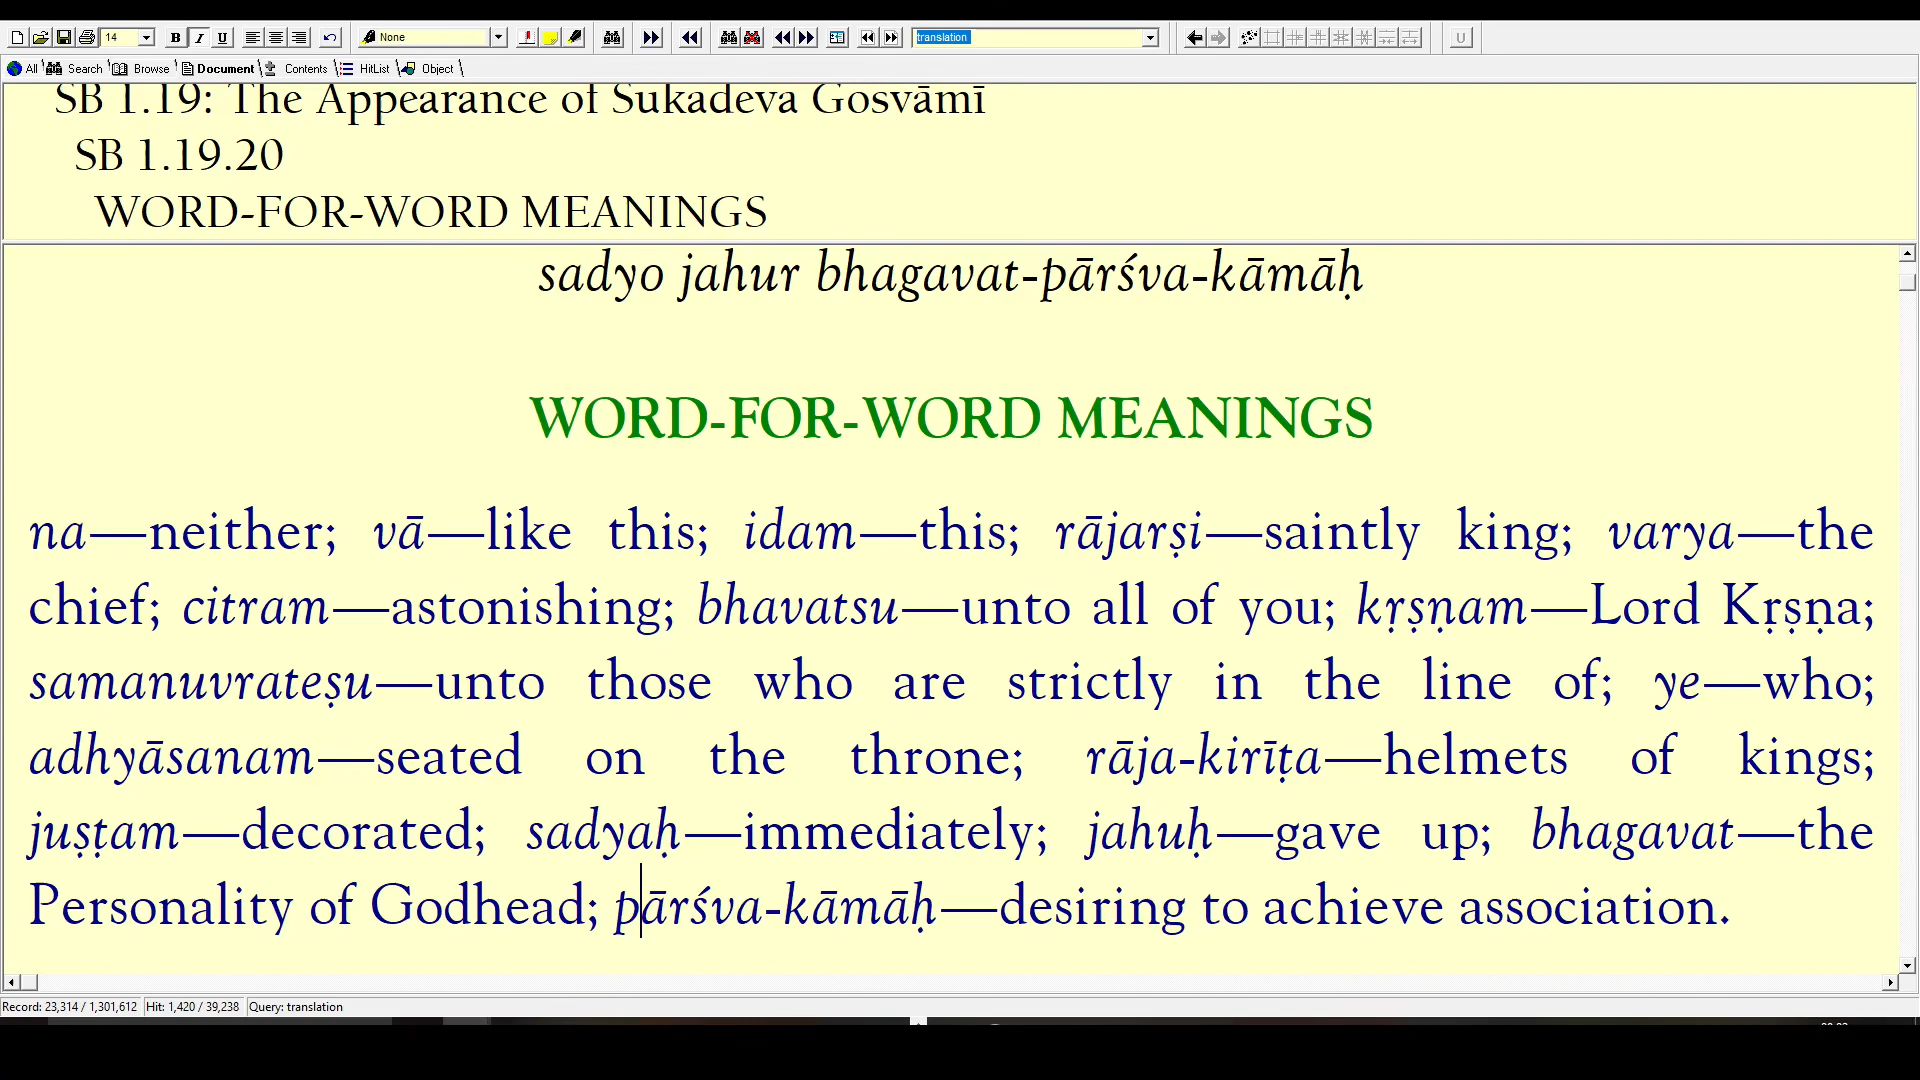 14
B I U
None
translation
U
All Search Browse Document Contents HitList Object
SB 1.19: The Appearance of Śukadeva Gosvāmī
SB 1.19.20
WORD-FOR-WORD MEANINGS
sadyo jahur bhagavat-pārśva-kāmāḥ
WORD-FOR-WORD MEANINGS
na—neither; vā—like this; idam—this; rājarṣi—saintly king; varya—the
chief; citram—astonishing; bhavatsu—unto all of you; kṛṣṇam—Lord Kṛṣṇa;
samanuvrateṣu—unto those who are strictly in the line of; ye—who;
adhyāsanam—seated on the throne; rāja-kirīṭa—helmets of kings;
juṣṭam—decorated; sadyaḥ—immediately; jahuḥ—gave up; bhagavat—the
Personality of Godhead; pārśva-kāmāḥ—desiring to achieve association.
Record: 23,314 / 1,301,612 Hit: 1,420 / 39,238 Query: translation